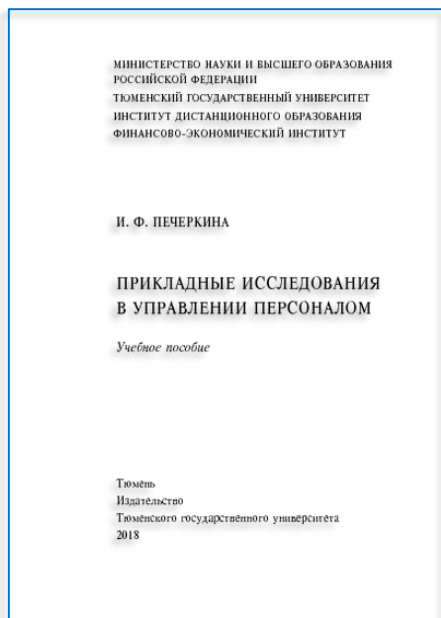 МИНИСТЕРСТВО НАУКИ И ВЫСШЕГО ОБРАЗОВАНИЯ
РОССИЙСКОЙ ФЕДЕРАЦИИ
ТЮМЕНСКИЙ ГОСУДАРСТВЕННЫЙ УНИВЕРСИТЕТ
ИНСТИТУТ ДИСТАНЦИОННОГО ОБРАЗОВАНИЯ
ФИНАНСОВО-ЭКОНОМИЧЕСКИЙ ИНСТИТУТ
И. Ф. ПЕЧЕРКИНА
ПРИКЛАДНЫЕ ИССЛЕДОВАНИЯ
В УПРАВЛЕНИИ ПЕРСОНАЛОМ
Учебное пособие
Тюмень
Издательство
Тюменского государственного университета
2018